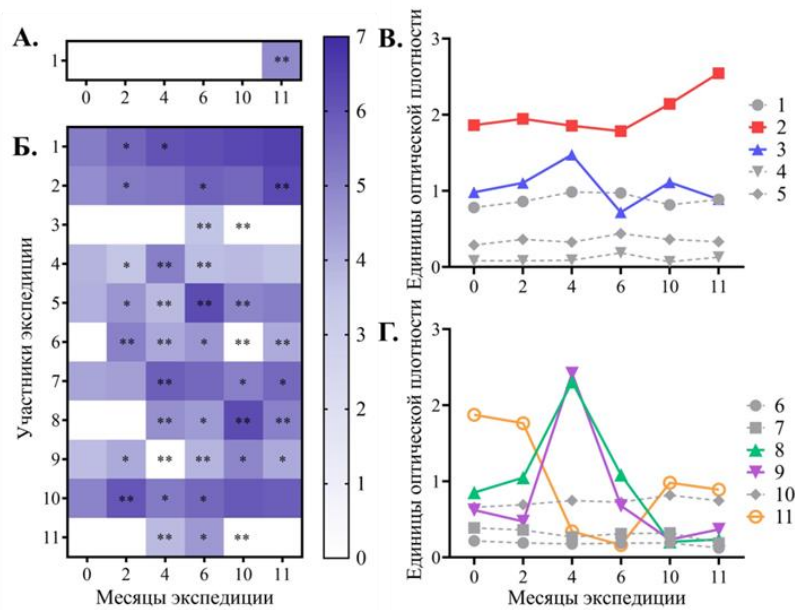 А.
1 **
0 2 4 6 10 11
Б.
Участники экспедиции
1 * *
2 * * **
3 ** **
4 * ** **
5 * ** ** **
6 ** ** * ** **
7 ** * *
8 ** * ** **
9 * ** ** * *
10 ** * *
11 ** * **
0 2 4 6 10 11
Месяцы экспедиции
7
6
5
4
3
2
1
0
В.
Единицы оптической плотности
3
2
1
0
0 2 4 6 10 11
1
2
3
4
5
Г.
Единицы оптической плотности
3
2
1
0
0 2 4 6 10 11
Месяцы экспедиции
6
7
8
9
10
11